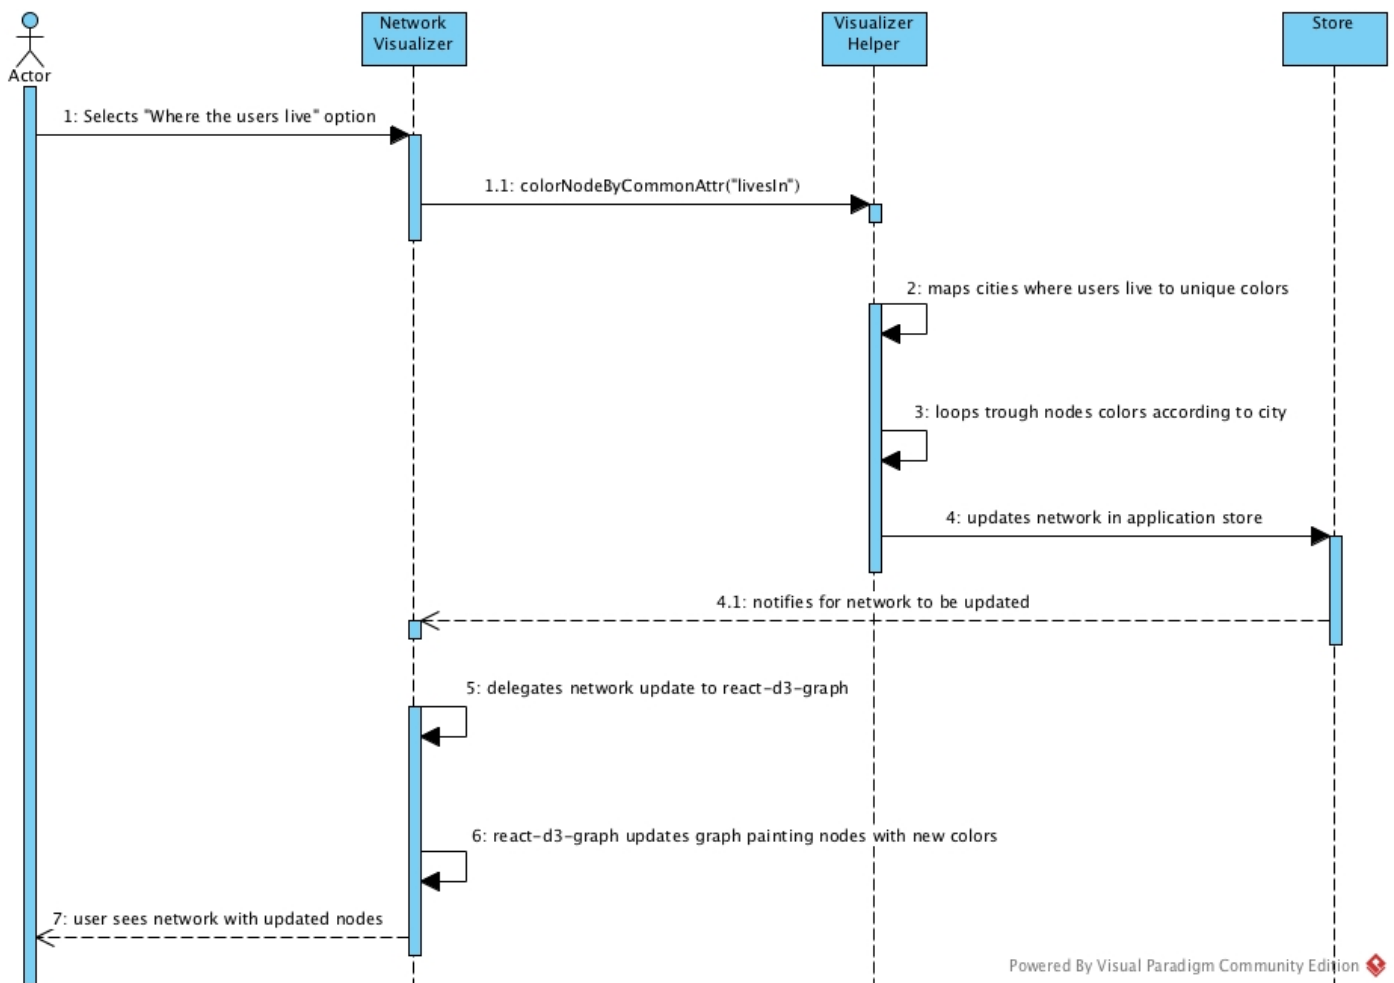 Network
Visualizer
Visualizer
Helper
Store
Actor
1: Selects "Where the users live" option
1.1: colorNodeByCommonAttr("livesIn")
2: maps cities where users live to unique colors
3: loops trough nodes colors according to city
4: updates network in application store
4.1: notifies for network to be updated
5: delegates network update to react-d3-graph
6: react-d3-graph updates graph painting nodes with new colors
7: user sees network with updated nodes
Powered By Visual Paradigm Community Edition